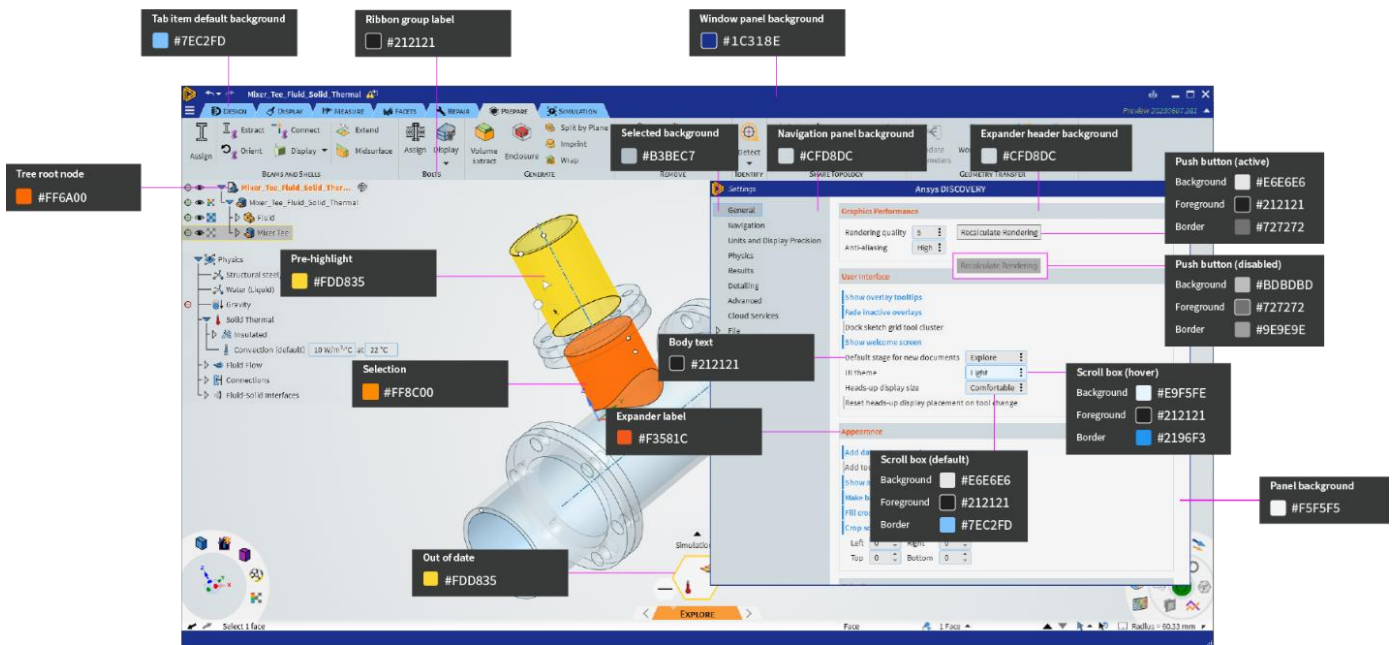 Tab item default background
#7EC2FD
Ribbon group label
#212121
Window panel background
#1C318E
Mixer_Tee_Fluid_Solid_Thermal
DESIGN DISPLAY MEASURE FACETS REPAIR PREPARE SIMULATION
Assign
Extract Connect Extend
Orient Display Midsurface
BEAMS AND SHELLS
Assign Display
BOLTS
Volume Extract
Enclosure
Split by Plane
Imprint
Wrap
GENERATE
REMOVE
Detect
IDENTIFY
SHARE TOPOLOGY
GEOMETRY TRANSFER
Selected background
#B3BEC7
Navigation panel background
#CFD8DC
Expander header background
#CFD8DC
Push button (active)
Background #E6E6E6
Foreground #212121
Border #727272
Tree root node
#FF6A00
Mixer_Tee_Fluid_Solid_Ther...
Mixer_Tee_Fluid_Solid_Thermal
Fluid
Mixer Tee
Physics
Structural steel
Water (Liquid)
Gravity
Solid Thermal
Insulated
Convection (default) 10 W/m²·°C at 22 °C
Fluid Flow
Connections
Fluid-Solid Interfaces
Pre-highlight
#FDD835
Selection
#FF8C00
Settings
Ansys DISCOVERY
General
Navigation
Units and Display Precision
Physics
Results
Detailing
Advanced
Cloud Services
File
Graphics Performance
Rendering quality 5 Recalculate Rendering
Anti-aliasing High
Recalculate Rendering
User Interface
Show overlay tooltips
Fade inactive overlays
Dock sketch grid tool cluster
Show welcome screen
Default stage for new documents Explore
UI theme Light
Heads-up display size Comfortable
Reset heads-up display placement on tool change
Appearance
Left 0 Right
Top 0 Bottom 0
Push button (disabled)
Background #BDBDBD
Foreground #727272
Border #9E9E9E
Body text
#212121
Scroll box (hover)
Background #E9F5FE
Foreground #212121
Border #2196F3
Expander label
#F3581C
Scroll box (default)
Background #E6E6E6
Foreground #212121
Border #7EC2FD
Panel background
#F5F5F5
Out of date
#FDD835
EXPLORE
Select 1 face
Face
1 Face
Radius = 60.33 mm